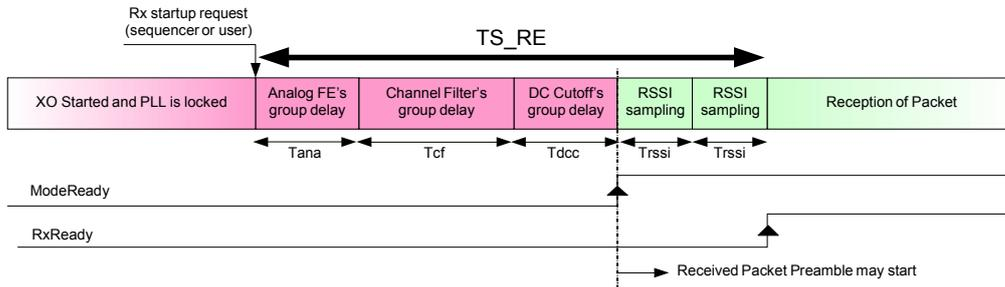 Rx startup request
(sequencer or user)
TS_RE
XO Started and PLL is locked
Analog FE's
group delay
Channel Filter's
group delay
DC Cutoff's
group delay
RSSI
sampling
RSSI
sampling
Reception of Packet
Tana
Tcf
Tdcc
Trssi
Trssi
ModeReady
RxReady
Received Packet Preamble may start